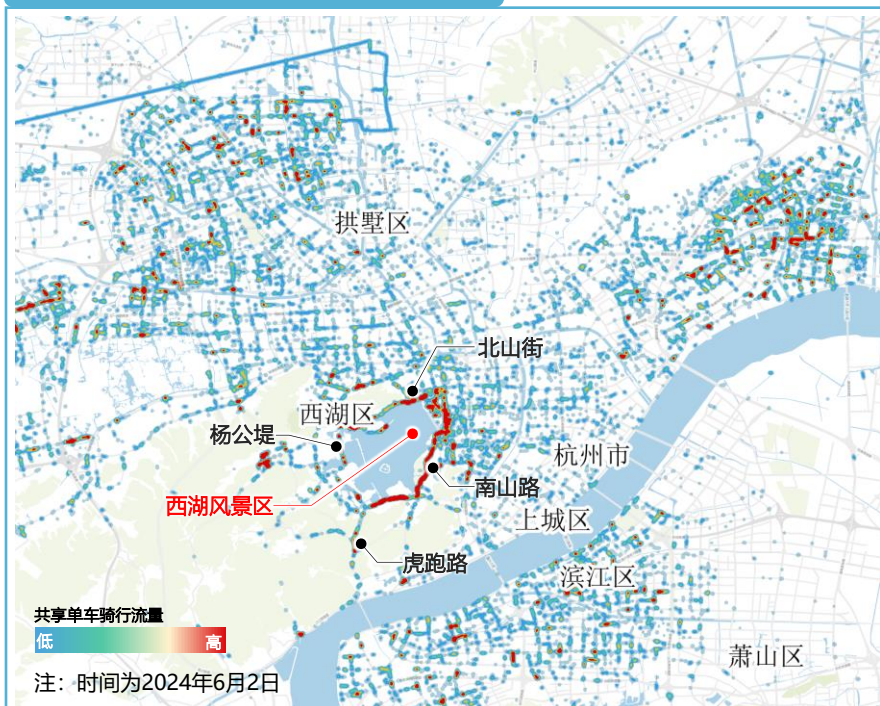 拱墅区
北山街
西湖区
杨公堤
杭州市
南山路
西湖风景区
上城区
虎跑路
滨江区
共享单车骑行流量
低 高
萧山区
注：时间为2024年6月2日